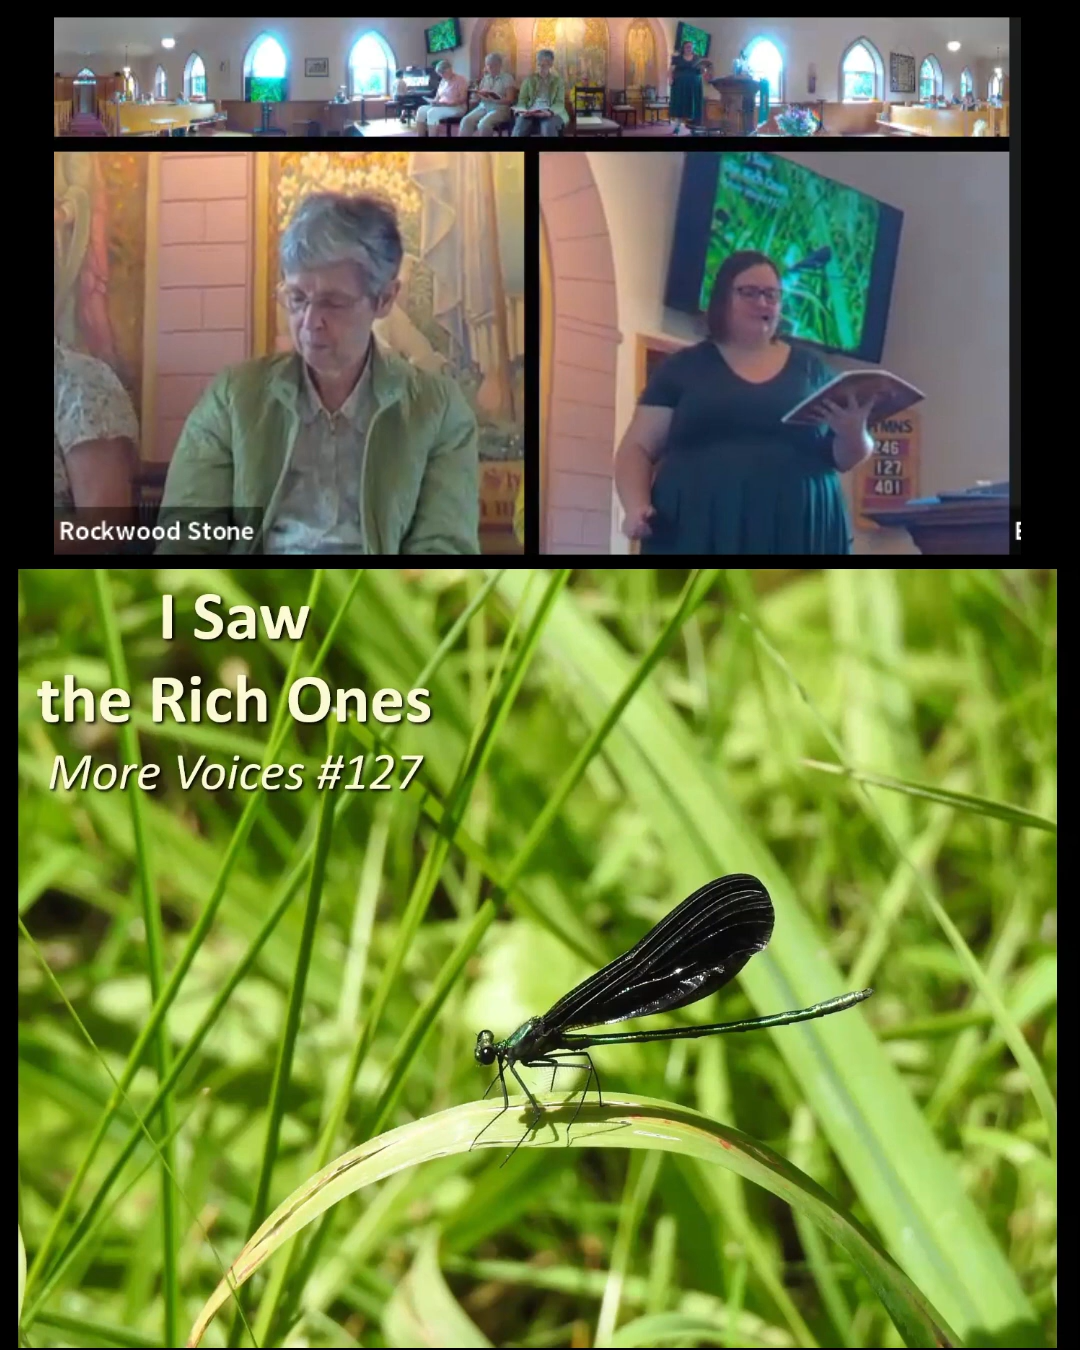 Rockwood Stone
HYMNS
246
127
401
I Saw
the Rich Ones
More Voices #127